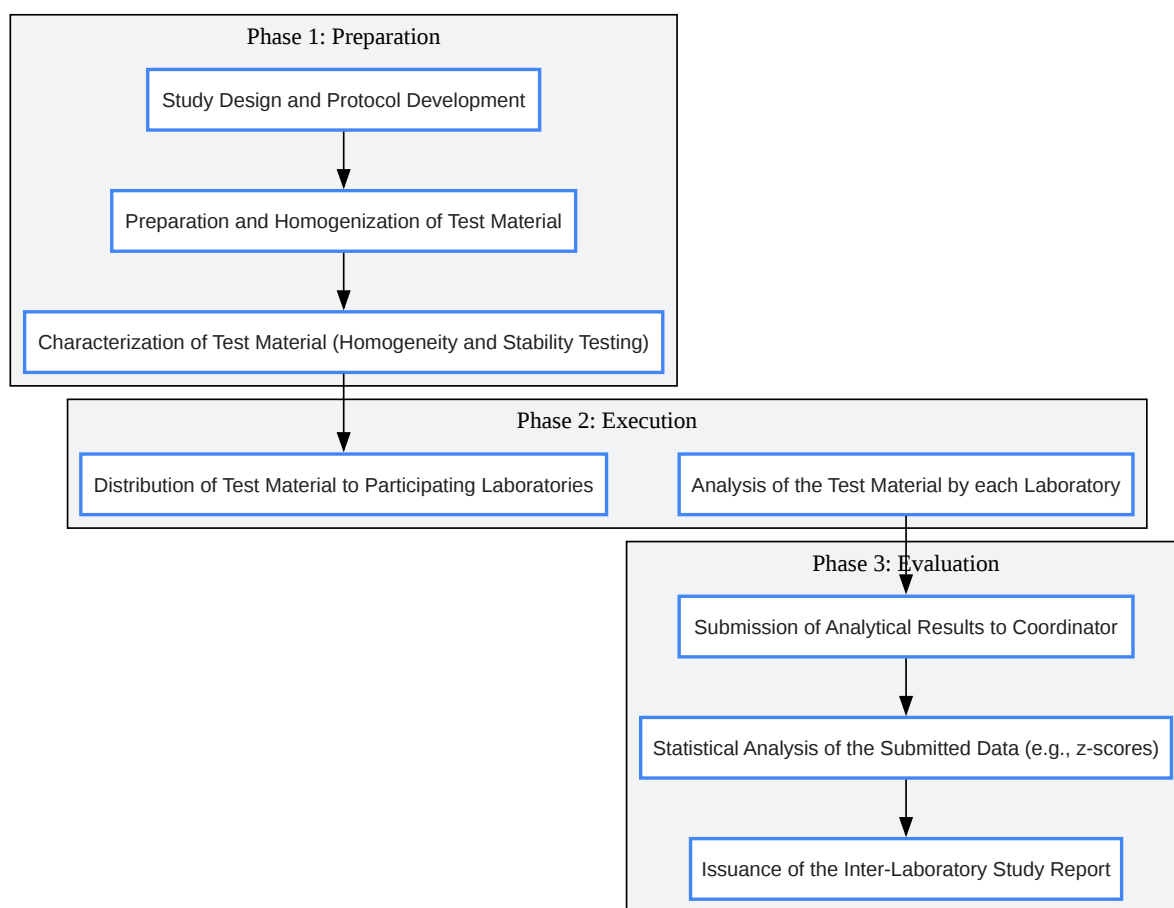 Phase 1: Preparation
Study Design and Protocol Development
Preparation and Homogenization of Test Material
Characterization of Test Material (Homogeneity and Stability Testing)
Phase 2: Execution
Distribution of Test Material to Participating Laboratories
Analysis of the Test Material by each Laboratory
Phase 3: Evaluation
Submission of Analytical Results to Coordinator
Statistical Analysis of the Submitted Data (e.g., z-scores)
Issuance of the Inter-Laboratory Study Report